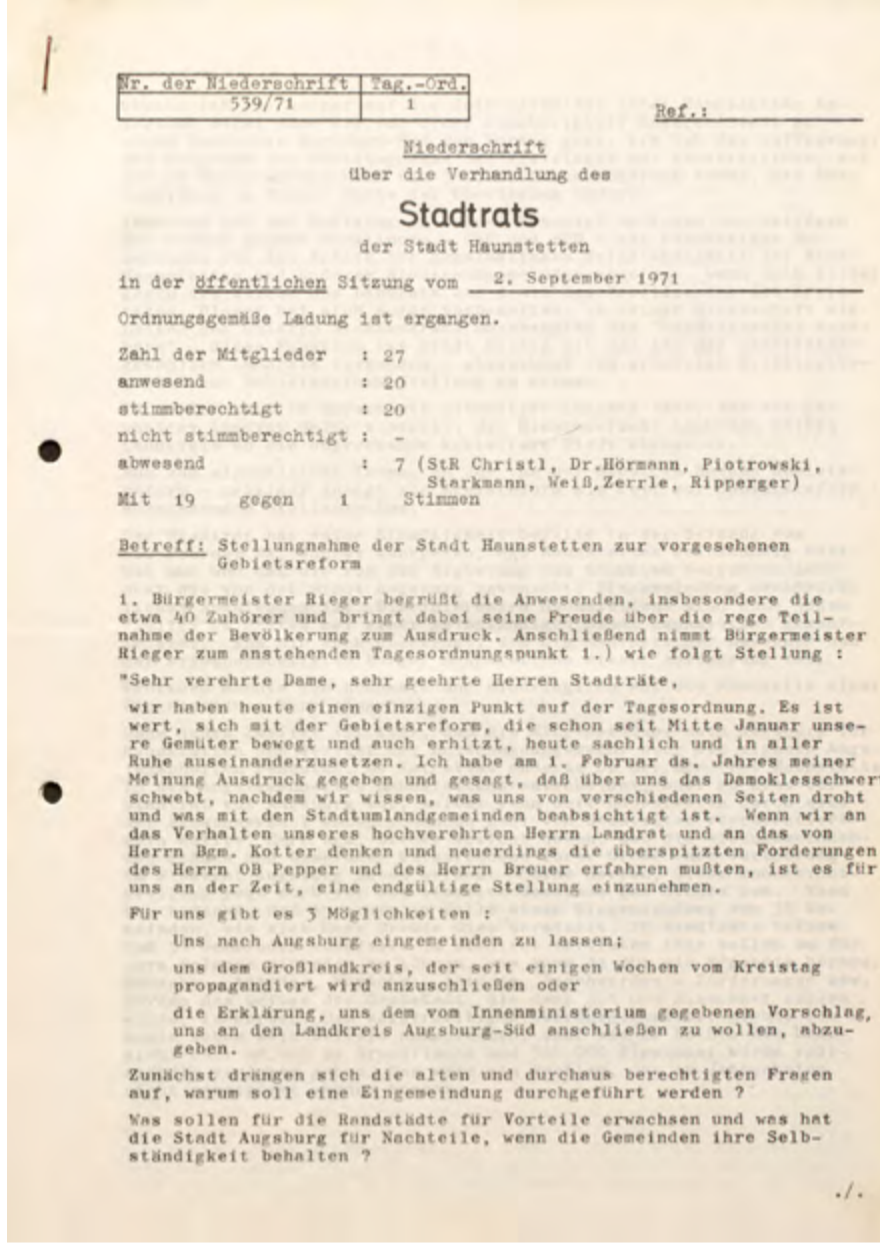 Nr. der Niederschrift Tag.-Ord.
539/71 1
Ref.:
Niederschrift
über die Verhandlung des
Stadtrats
der Stadt Haunstetten
in der öffentlichen Sitzung vom 2. September 1971
Ordnungsgemäße Ladung ist ergangen.
Zahl der Mitglieder : 27
anwesend : 20
stimmberechtigt : 20
nicht stimmberechtigt : -
abwesend : 7 (StR Christl, Dr.Hörmann, Piotrowski,
Starkmann, Weiß,Zerrle, Ripperger)
Mit 19 gegen 1 Stimmen
Betreff: Stellungnahme der Stadt Haunstetten zur vorgesehenen
Gebietsreform
1. Bürgermeister Rieger begrüßt die Anwesenden, insbesondere die
etwa 40 Zuhörer und bringt dabei seine Freude über die rege Teil-
nahme der Bevölkerung zum Ausdruck. Anschließend nimmt Bürgermeister
Rieger zum anstehenden Tagesordnungspunkt 1.) wie folgt Stellung :
"Sehr verehrte Dame, sehr geehrte Herren Stadträte,
wir haben heute einen einzigen Punkt auf der Tagesordnung. Es ist
wert, sich mit der Gebietsreform, die schon seit Mitte Januar unse-
re Gemüter bewegt und auch erhitzt, heute sachlich und in aller
Ruhe auseinanderzusetzen. Ich habe am 1. Februar ds. Jahres meiner
Meinung Ausdruck gegeben und gesagt, daß über uns das Damoklesschwer
schwebt, nachdem wir wissen, was uns von verschiedenen Seiten droht
und was mit den Stadtumlandgemeinden beabsichtigt ist. Wenn wir an
das Verhalten unseres hochverehrten Herrn Landrat und an das von
Herrn Bgm. Kotter denken und neuerdings die überspitzten Forderungen
des Herrn OB Pepper und des Herrn Breuer erfahren mußten, ist es für
uns an der Zeit, eine endgültige Stellung einzunehmen.
Für uns gibt es 3 Möglichkeiten :
Uns nach Augsburg eingemeinden zu lassen;
uns dem Großlandkreis, der seit einigen Wochen vom Kreistag
propagandiert wird anzuschließen oder
die Erklärung, uns dem vom Innenministerium gegebenen Vorschlag,
uns an den Landkreis Augsburg-Süd anschließen zu wollen, abzu-
geben.
Zunächst drängen sich die alten und durchaus berechtigten Fragen
auf, warum soll eine Eingemeindung durchgeführt werden ?
Was sollen für die Randstädte für Vorteile erwachsen und was hat
die Stadt Augsburg für Nachteile, wenn die Gemeinden ihre Selb-
ständigkeit behalten ?
./.